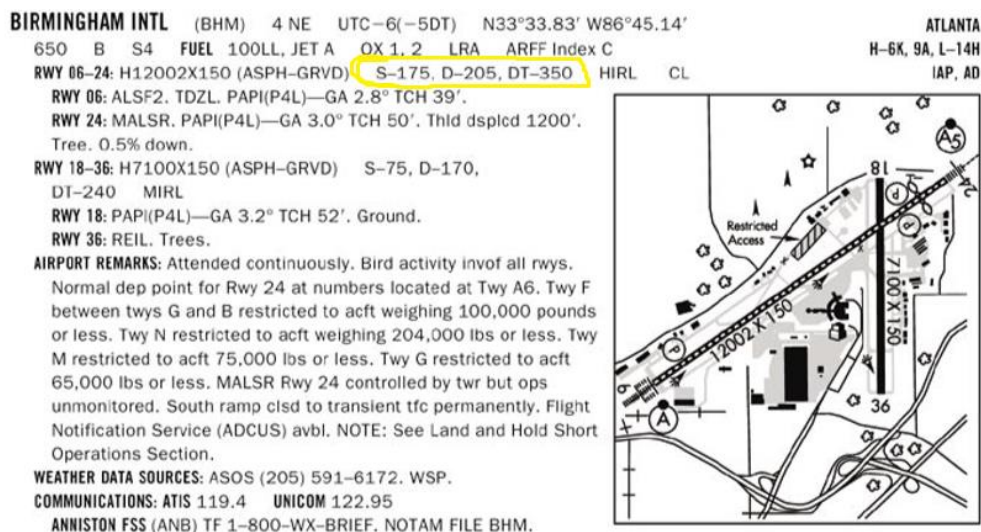 BIRMINGHAM INTL (BHM) 4 NE UTC−6(−5DT) N33°33.83′ W86°45.14′ ATLANTA
650 B S4 FUEL 100LL, JET A OX 1, 2 LRA ARFF Index C H−6K, 9A, L−14H
RWY 06−24: H12002X150 (ASPH−GRVD) S−175, D−205, DT−350 HIRL CL IAP, AD
RWY 06: ALSF2. TDZL. PAPI(P4L)—GA 2.8° TCH 39′.
RWY 24: MALSR. PAPI(P4L)—GA 3.0° TCH 50′. Thld dsplcd 1200′.
Tree. 0.5% down.
RWY 18−36: H7100X150 (ASPH−GRVD) S−75, D−170,
DT−240 MIRL
RWY 18: PAPI(P4L)—GA 3.2° TCH 52′. Ground.
RWY 36: REIL. Trees.
AIRPORT REMARKS: Attended continuously. Bird activity invof all rwys.
Normal dep point for Rwy 24 at numbers located at Twy A6. Twy F
between twys G and B restricted to acft weighing 100,000 pounds
or less. Twy N restricted to acft weighing 204,000 lbs or less. Twy
M restricted to acft 75,000 lbs or less. Twy G restricted to acft
65,000 lbs or less. MALSR Rwy 24 controlled by twr but ops
unmonitored. South ramp clsd to transient tfc permanently. Flight
Notification Service (ADCUS) avbl. NOTE: See Land and Hold Short
Operations Section.
WEATHER DATA SOURCES: ASOS (205) 591−6172. WSP.
COMMUNICATIONS: ATIS 119.4 UNICOM 122.95
ANNISTON FSS (ANB) TF 1−800−WX−BRIEF. NOTAM FILE BHM.
A5
18
24
P
P
Restricted
Access
7100 X 150
12002 X 150
P
6
36
A